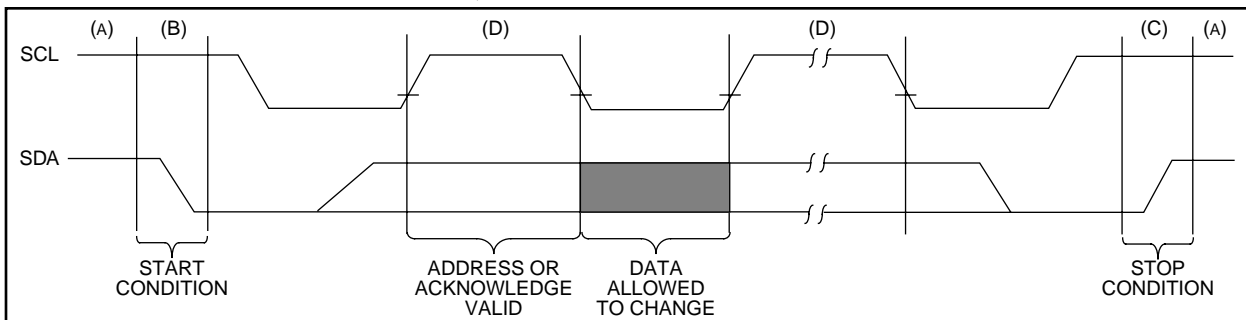 (A) (B) (D) (D) (C) (A)
SCL
SDA
START
CONDITION
ADDRESS OR
ACKNOWLEDGE
VALID
DATA
ALLOWED
TO CHANGE
STOP
CONDITION